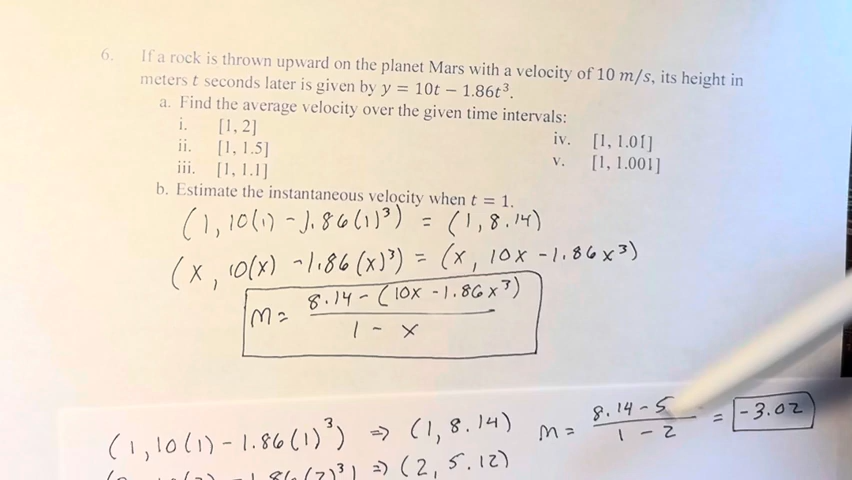 6. If a rock is thrown upward on the planet Mars with a velocity of 10 m/s, its height in
meters t seconds later is given by y = 10t − 1.86t³.
a. Find the average velocity over the given time intervals:
i. [1, 2]
ii. [1, 1.5]
iii. [1, 1.1]
iv. [1, 1.01]
v. [1, 1.001]
b. Estimate the instantaneous velocity when t = 1.
(1, 10(1) - 1.86(1)³) = (1, 8.14)
(x, 10(x) - 1.86(x)³) = (x, 10x - 1.86x³)
m = 8.14 - (10x - 1.86x³)
1 - x
(1, 10(1) - 1.86(1)³) ⇒ (1, 8.14)
m = 8.14 - 5 / 1 - 2 = -3.02
(2)³) ⇒ (2, 5.12)